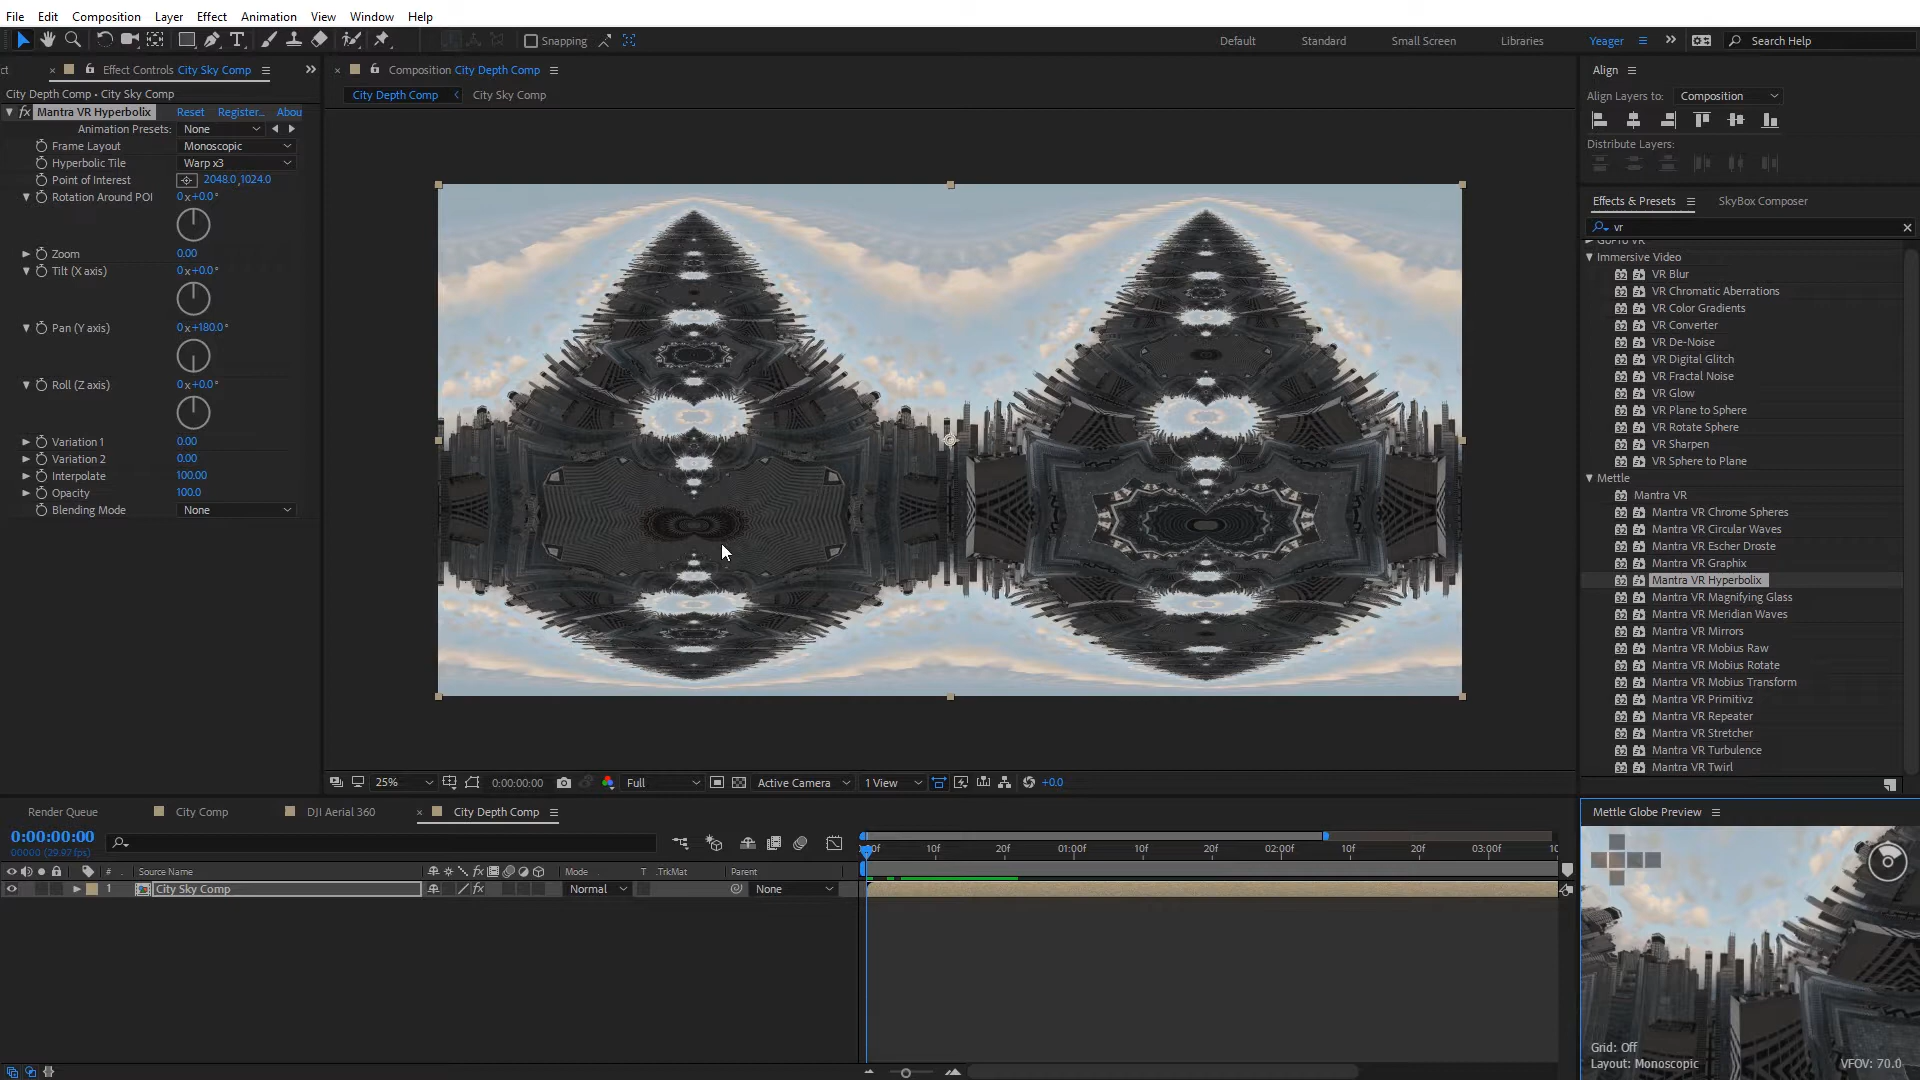 File Edit Composition Layer Effect Animation View Window Help
Snapping
Default Standard Small Screen Libraries Yeager Search Help
ct Effect Controls City Sky Comp
City Depth Comp • City Sky Comp
fx Mantra VR Hyperbolix Reset Register... Abou
Animation Presets: None
Frame Layout Monoscopic
Hyperbolic Tile Warp x3
Point of Interest 2048.0,1024.0
Rotation Around POI 0x+0.0°
Zoom 0.00
Tilt (X axis) 0x+0.0°
Pan (Y axis) 0x+180.0°
Roll (Z axis) 0x+0.0°
Variation 1 0.00
Variation 2 0.00
Interpolate 100.00
Opacity 100.0
Blending Mode None
Composition City Depth Comp
City Depth Comp City Sky Comp
25% 0:00:00:00 Full Active Camera 1 View +0.0
Align
Align Layers to: Composition
Distribute Layers:
Effects & Presets SkyBox Composer
vr
GoPro VR
Immersive Video
VR Blur
VR Chromatic Aberrations
VR Color Gradients
VR Converter
VR De-Noise
VR Digital Glitch
VR Fractal Noise
VR Glow
VR Plane to Sphere
VR Rotate Sphere
VR Sharpen
VR Sphere to Plane
Mettle
Mantra VR
Mantra VR Chrome Spheres
Mantra VR Circular Waves
Mantra VR Escher Droste
Mantra VR Graphix
Mantra VR Hyperbolix
Mantra VR Magnifying Glass
Mantra VR Meridian Waves
Mantra VR Mirrors
Mantra VR Mobius Raw
Mantra VR Mobius Rotate
Mantra VR Mobius Transform
Mantra VR Primitivz
Mantra VR Repeater
Mantra VR Stretcher
Mantra VR Turbulence
Mantra VR Twirl
Render Queue City Comp DJI Aerial 360 City Depth Comp
0:00:00:00
00000 (29.97 fps)
:00f 10f 20f 01:00f 10f 20f 02:00f 10f 20f 03:00f 10
# Source Name fx Mode T .TrkMat Parent
1 City Sky Comp fx Normal None
Mettle Globe Preview
Grid: Off
Layout: Monoscopic VFOV: 70.0